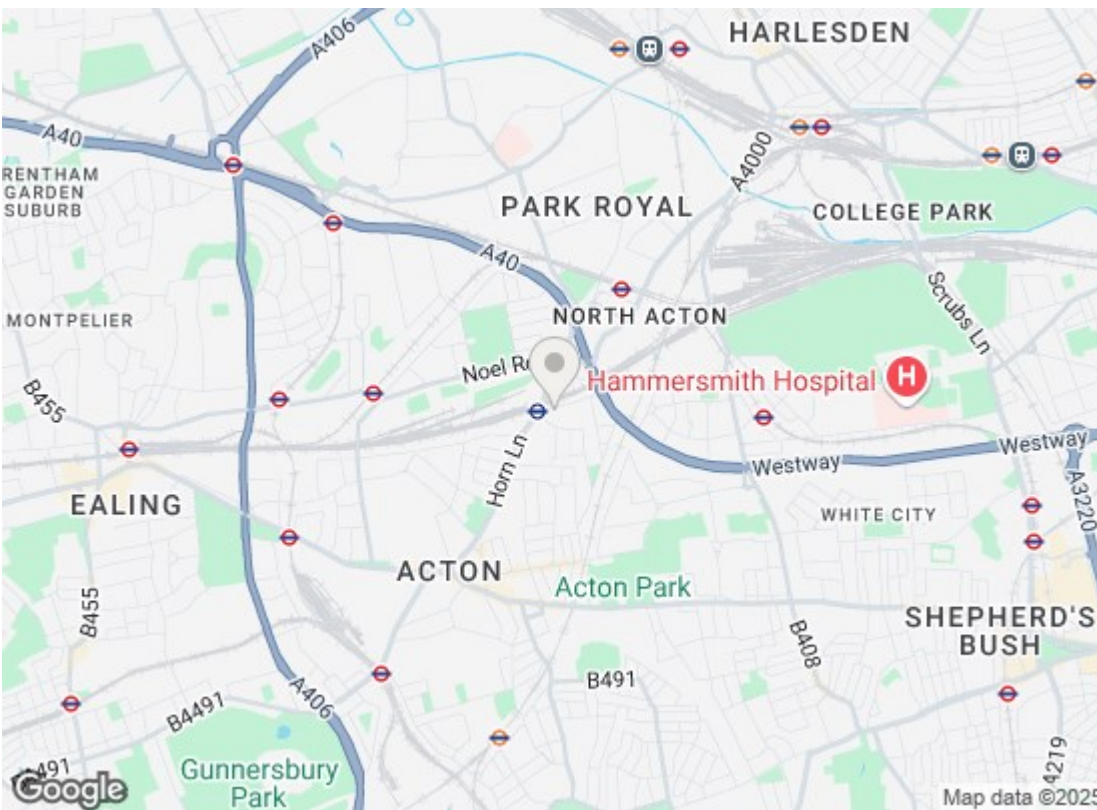 HARLESDEN
A406
A40
A4000
RENTHAM
GARDEN
SUBURB
PARK ROYAL
COLLEGE PARK
A40
Scrubs Ln
MONTPELIER
NORTH ACTON
Noel R
Hammersmith Hospital
H
B455
Horn Ln
Westway
Westway
EALING
A3220
WHITE CITY
ACTON
Acton Park
B455
SHEPHERD'S
BUSH
B408
B491
A406
B4491
491
Gunnersbury
Park
4219
Google
Map data ©2025